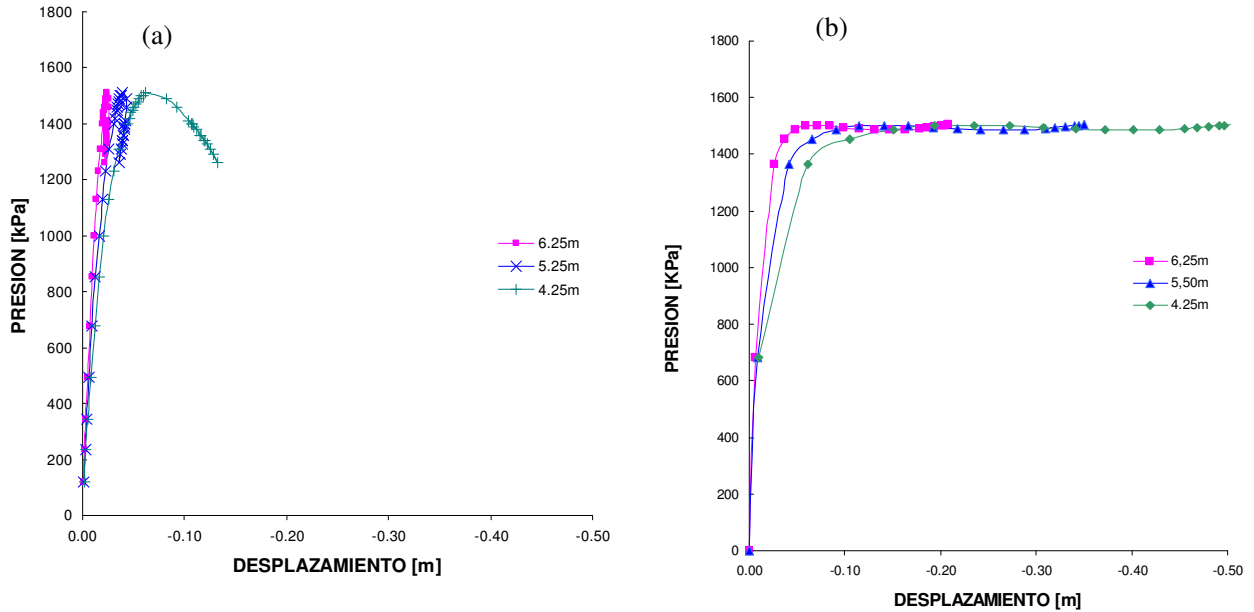 (a)
1800
1600
1400
1200
1000
800
600
400
200
0
0.00 -0.10 -0.20 -0.30 -0.40 -0.50
PRESION [kPa]
DESPLAZAMIENTO [m]
6.25m
5.25m
4.25m
(b)
1800
1600
1400
1200
1000
800
600
400
200
0
0.00 -0.10 -0.20 -0.30 -0.40 -0.50
PRESION [KPa]
DESPLAZAMIENTO [m]
6,25m
5,50m
4.25m